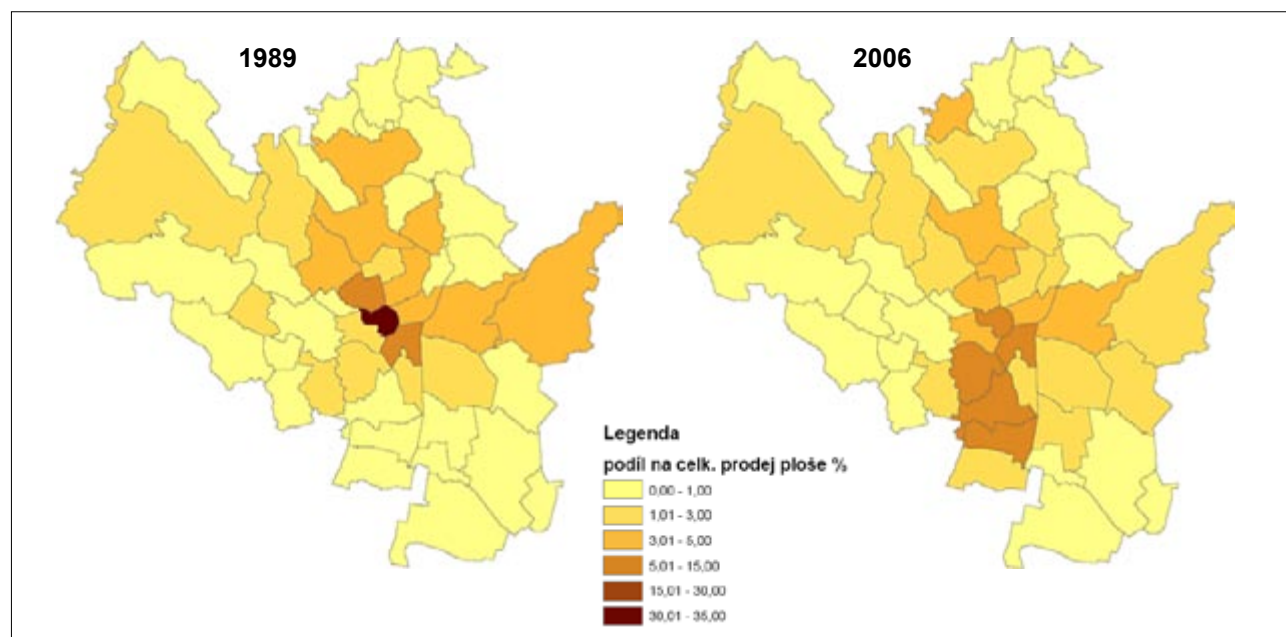 1989
2006
Legenda
podíl na celk. prodej ploše %
0,00 - 1,00
1,01 - 3,00
3,01 - 5,00
5,01 - 15,00
15,01 - 30,00
30,01 - 35,00